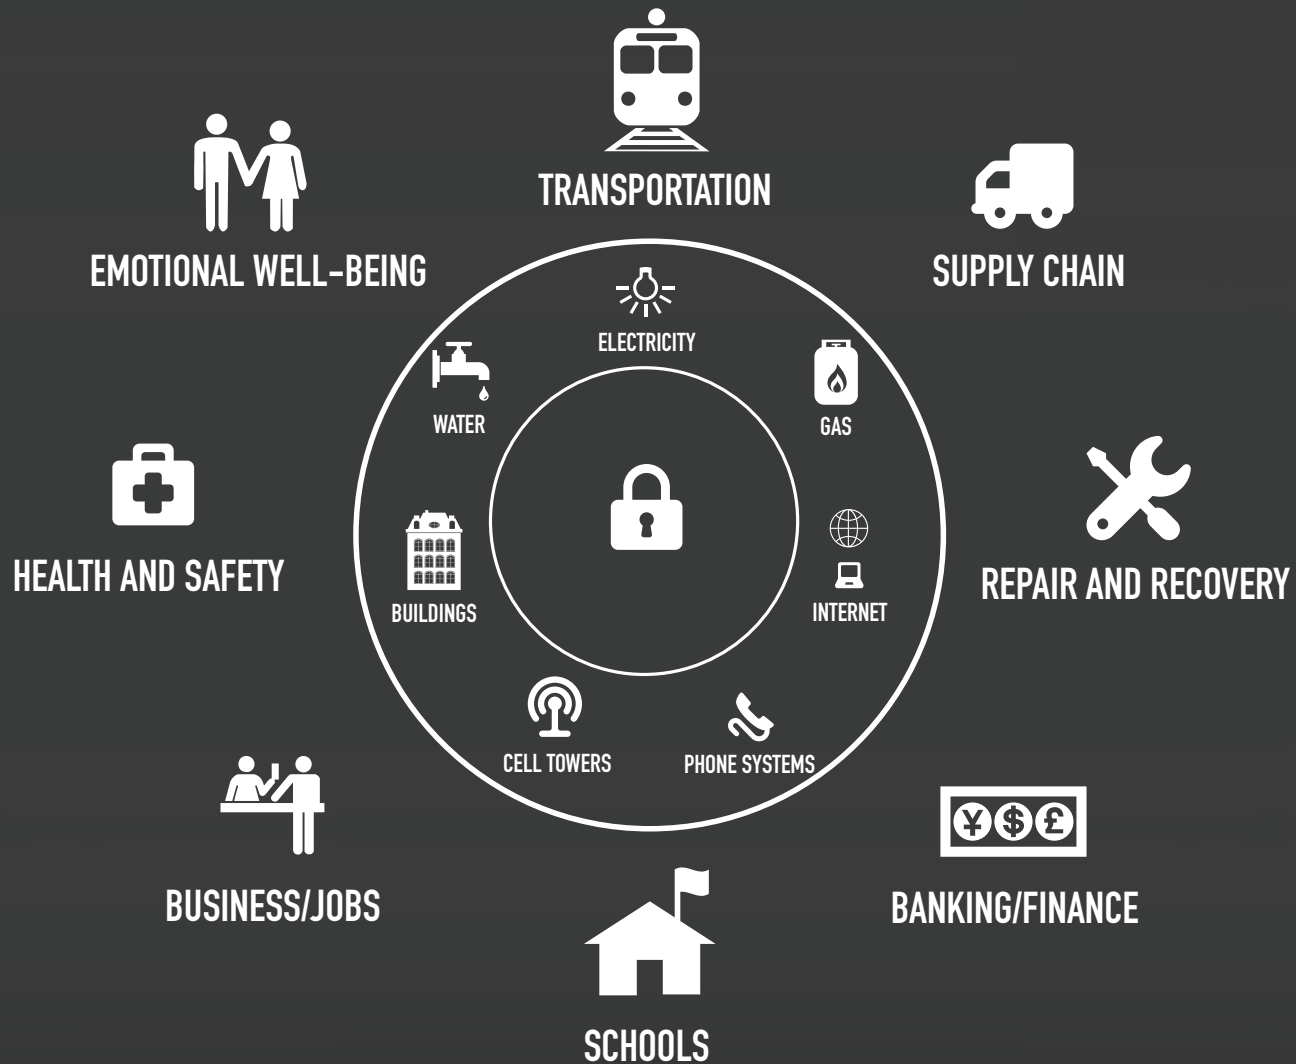 TRANSPORTATION
EMOTIONAL WELL-BEING
SUPPLY CHAIN
ELECTRICITY
WATER
GAS
HEALTH AND SAFETY
REPAIR AND RECOVERY
BUILDINGS
INTERNET
CELL TOWERS
PHONE SYSTEMS
¥$£
BUSINESS/JOBS
BANKING/FINANCE
SCHOOLS